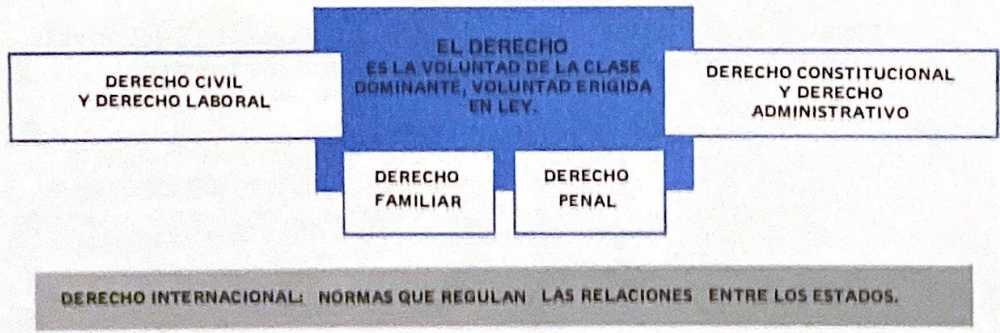 EL DERECHO
ES LA VOLUNTAD DE LA CLASE
DOMINANTE, VOLUNTAD ERIGIDA
EN LEY.
DERECHO CIVIL
Y DERECHO LABORAL
DERECHO CONSTITUCIONAL
Y DERECHO
ADMINISTRATIVO
DERECHO
FAMILIAR
DERECHO
PENAL
DERECHO INTERNACIONAL: NORMAS QUE REGULAN LAS RELACIONES ENTRE LOS ESTADOS.